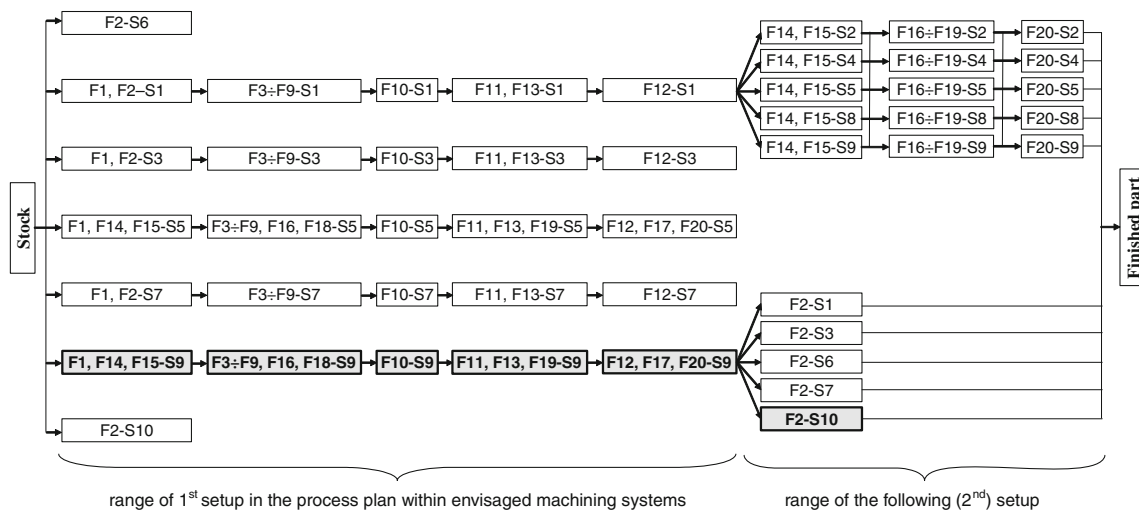 F2-S6
F14, F15-S2 F16÷F19-S2 F20-S2
F14, F15-S4 F16÷F19-S4 F20-S4
F1, F2–S1 F3÷F9-S1 F10-S1 F11, F13-S1 F12-S1 F14, F15-S5 F16÷F19-S5 F20-S5
F14, F15-S8 F16÷F19-S8 F20-S8
F14, F15-S9 F16÷F19-S9 F20-S9
F1, F2-S3 F3÷F9-S3 F10-S3 F11, F13-S3 F12-S3
Stock
F1, F14, F15-S5 F3÷F9, F16, F18-S5 F10-S5 F11, F13, F19-S5 F12, F17, F20-S5
Finished part
F1, F2-S7 F3÷F9-S7 F10-S7 F11, F13-S7 F12-S7
F2-S1
F2-S3
F1, F14, F15-S9 F3÷F9, F16, F18-S9 F10-S9 F11, F13, F19-S9 F12, F17, F20-S9 F2-S6
F2-S7
F2-S10
F2-S10
range of 1st setup in the process plan within envisaged machining systems
range of the following (2nd) setup